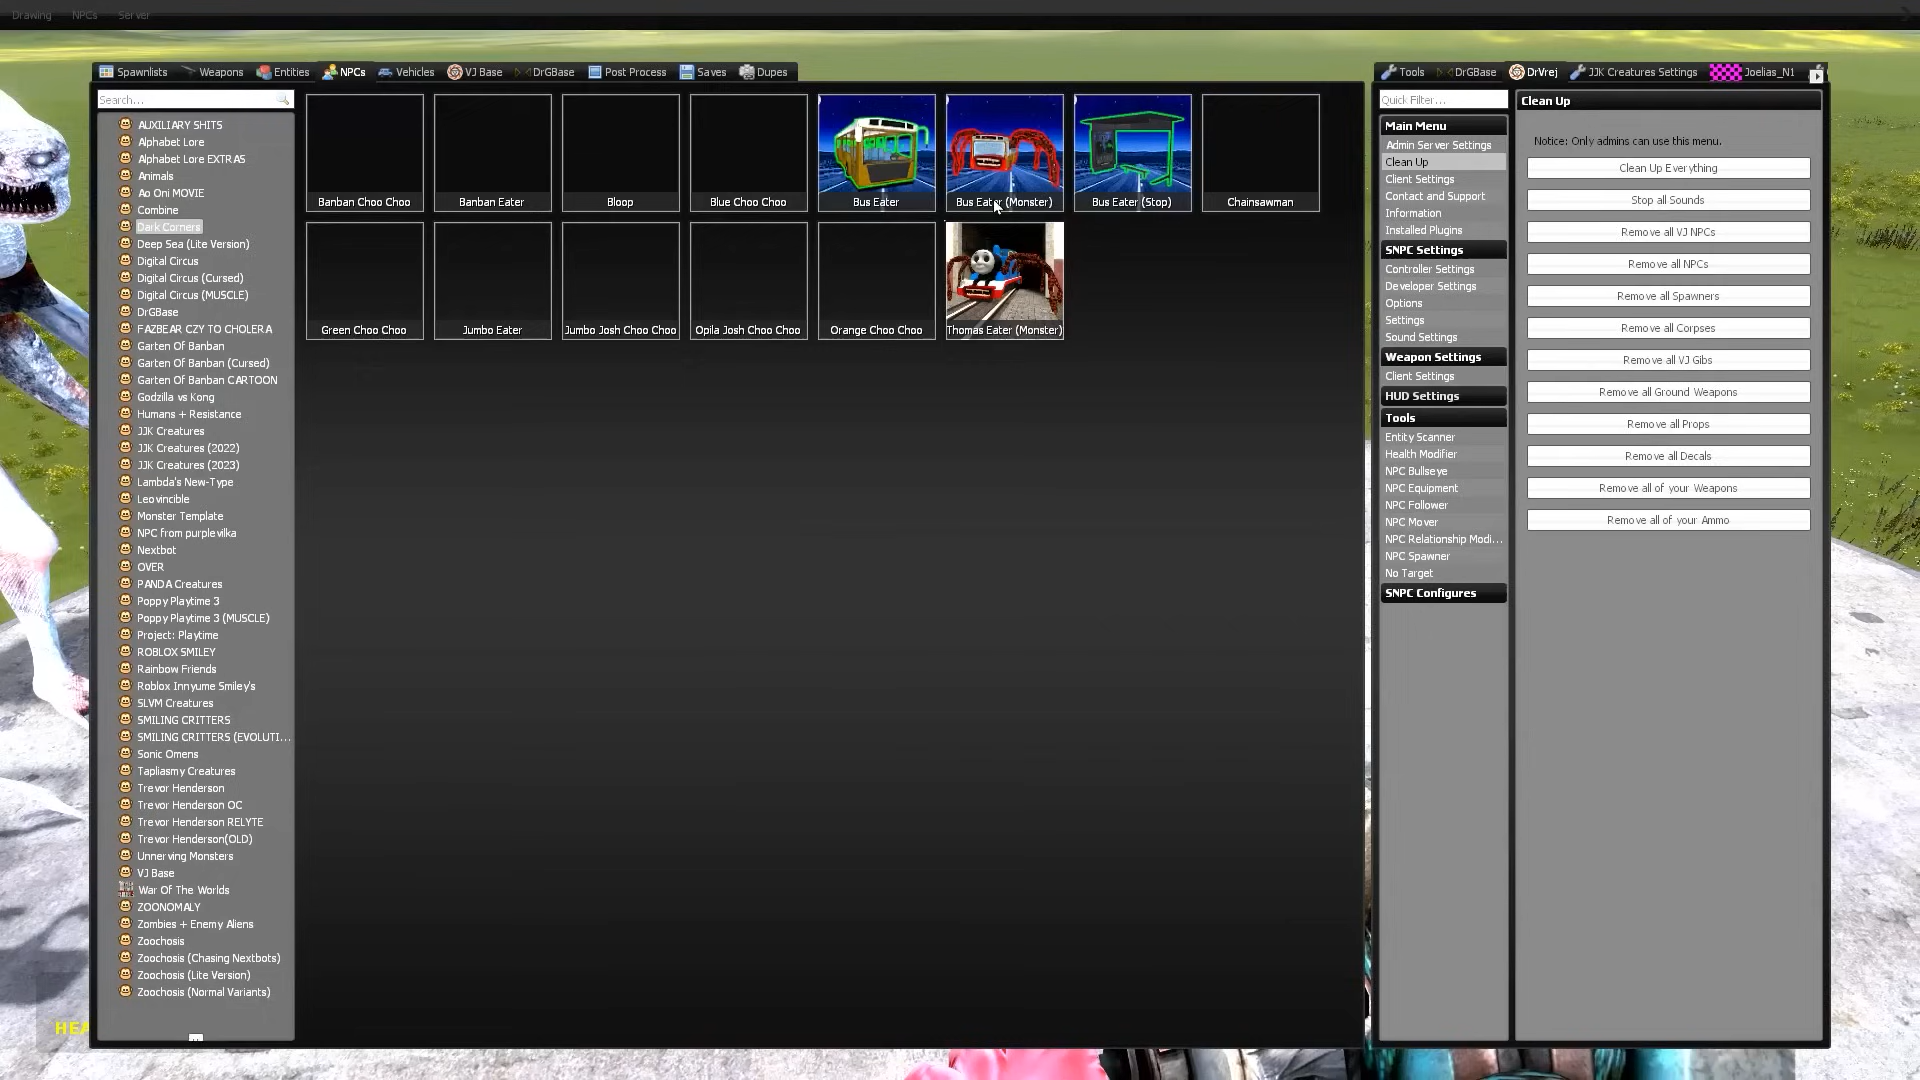 Drawing NPCs Server
Spawnlists Weapons Entities NPCs Vehicles VJ Base DrGBase Post Process Saves Dupes
Search...
AUXILIARY SHITS
Alphabet Lore
Alphabet Lore EXTRAS
Animals
Ao Oni MOVIE
Combine
Dark Corners
Deep Sea (Lite Version)
Digital Circus
Digital Circus (Cursed)
Digital Circus (MUSCLE)
DrGBase
FAZBEAR CZY TO CHOLERA
Garten Of Banban
Garten Of Banban (Cursed)
Garten Of Banban CARTOON
Godzilla vs Kong
Humans + Resistance
JJK Creatures
JJK Creatures (2022)
JJK Creatures (2023)
Lambda's New-Type
Leovincible
Monster Template
NPC from purplevilka
Nextbot
OVER
PANDA Creatures
Poppy Playtime 3
Poppy Playtime 3 (MUSCLE)
Project: Playtime
ROBLOX SMILEY
Rainbow Friends
Roblox Innyume Smiley's
SLVM Creatures
SMILING CRITTERS
SMILING CRITTERS (EVOLUTI...
Sonic Omens
Tapliasmy Creatures
Trevor Henderson
Trevor Henderson OC
Trevor Henderson RELYTE
Trevor Henderson(OLD)
Unnerving Monsters
VJ Base
War Of The Worlds
ZOONOMALY
Zombies + Enemy Aliens
Zoochosis
Zoochosis (Chasing Nextbots)
Zoochosis (Lite Version)
Zoochosis (Normal Variants)
HEA
Banban Choo Choo Banban Eater Bloop Blue Choo Choo Bus Eater Bus Eater (Monster) Bus Eater (Stop) Chainsawman
Green Choo Choo Jumbo Eater Jumbo Josh Choo Choo Opila Josh Choo Choo Orange Choo Choo Thomas Eater (Monster)
Tools DrGBase DrVrej JJK Creatures Settings Joelias_N1
Quick Filter...
Main Menu
Admin Server Settings
Clean Up
Client Settings
Contact and Support
Information
Installed Plugins
SNPC Settings
Controller Settings
Developer Settings
Options
Settings
Sound Settings
Weapon Settings
Client Settings
HUD Settings
Tools
Entity Scanner
Health Modifier
NPC Bullseye
NPC Equipment
NPC Follower
NPC Mover
NPC Relationship Modi...
NPC Spawner
No Target
SNPC Configures
Clean Up
Notice: Only admins can use this menu.
Clean Up Everything
Stop all Sounds
Remove all VJ NPCs
Remove all NPCs
Remove all Spawners
Remove all Corpses
Remove all VJ Gibs
Remove all Ground Weapons
Remove all Props
Remove all Decals
Remove all of your Weapons
Remove all of your Ammo